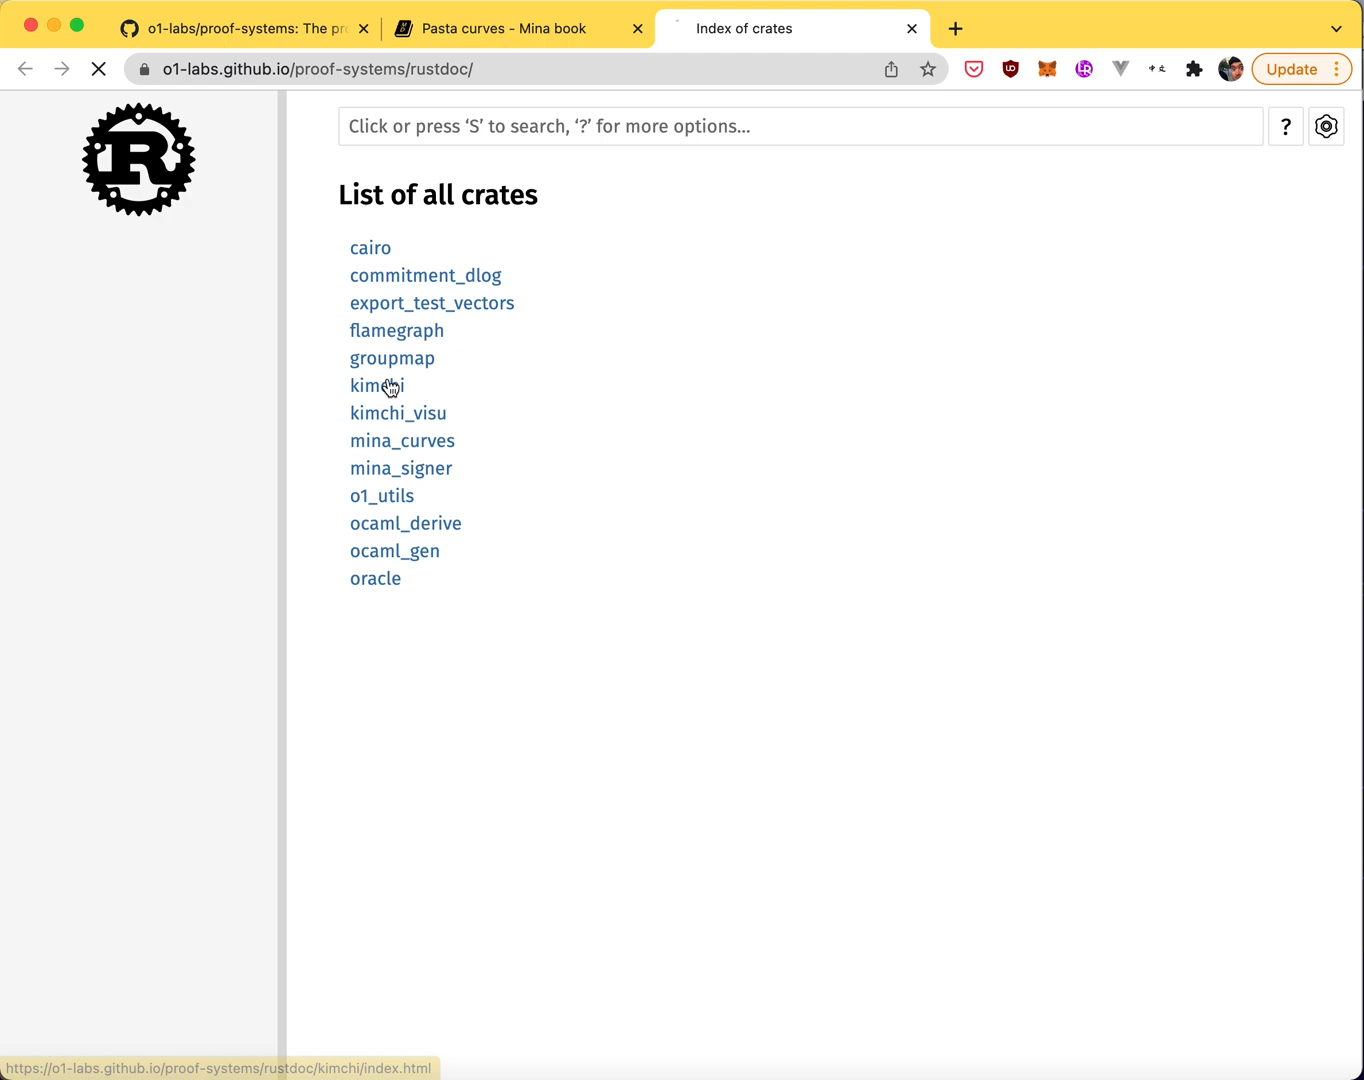 o1-labs/proof-systems: The pr
Pasta curves - Mina book
Index of crates
o1-labs.github.io/proof-systems/rustdoc/
Update
R
Click or press ‘S’ to search, ‘?’ for more options…
?
List of all crates
cairo
commitment_dlog
export_test_vectors
flamegraph
groupmap
kimchi
kimchi_visu
mina_curves
mina_signer
o1_utils
ocaml_derive
ocaml_gen
oracle
https://o1-labs.github.io/proof-systems/rustdoc/kimchi/index.html